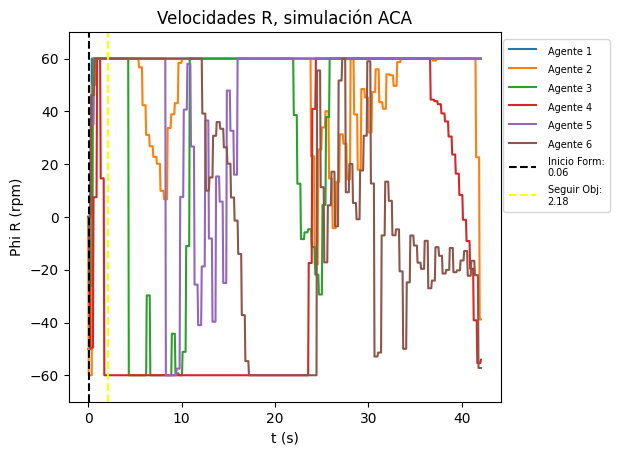 Velocidades R, simulación ACA
Phi R (rpm)
60
40
20
0
−20
−40
−60
0
10
20
30
40
t (s)
Agente 1
Agente 2
Agente 3
Agente 4
Agente 5
Agente 6
Inicio Form:
0.06
Seguir Obj:
2.18